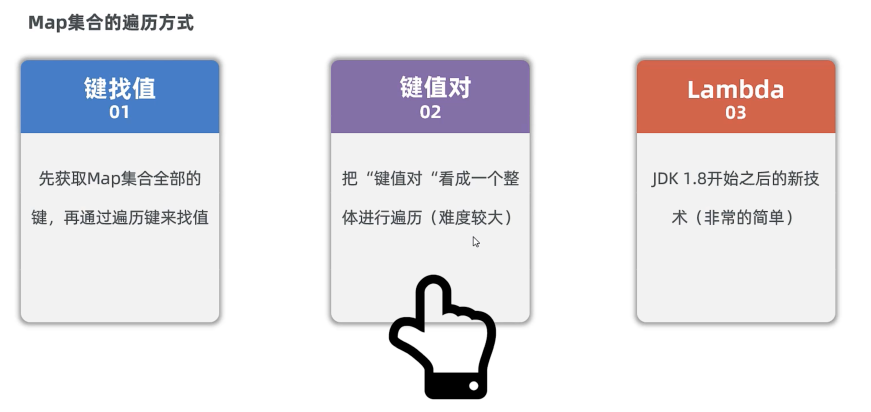 Map集合的遍历方式
键找值
01
先获取Map集合全部的
键，再通过遍历键来找值
键值对
02
把“键值对“看成一个整
体进行遍历（难度较大）
Lambda
03
JDK 1.8开始之后的新技
术（非常的简单）